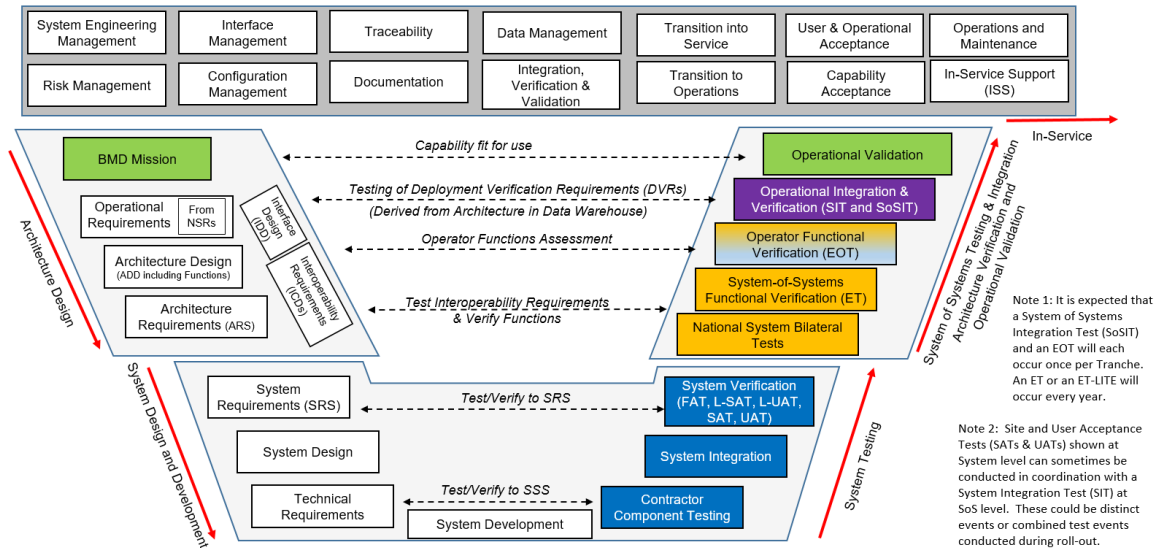 System Engineering
Management
Interface
Management
Traceability
Data Management
Transition into
Service
User & Operational
Acceptance
Operations and
Maintenance
Risk Management
Configuration
Management
Documentation
Integration,
Verification &
Validation
Transition to
Operations
Capability
Acceptance
In-Service Support
(ISS)
In-Service
BMD Mission
Capability fit for use
Operational Validation
Operational
Requirements
From
NSRs
Interface
Design
(IDD)
Testing of Deployment Verification Requirements (DVRs)
(Derived from Architecture in Data Warehouse)
Operational Integration &
Verification (SIT and SoSIT)
Operator Functions Assessment
Operator Functional
Verification (EOT)
Architecture Design
(ADD including Functions)
Interoperability
Requirements
(ICDs)
System-of-Systems
Functional Verification (ET)
Architecture
Requirements (ARS)
Test Interoperability Requirements
& Verify Functions
National System Bilateral
Tests
Architecture Design
System of Systems Testing & Integration
Architecture Verification and
Operational Validation
Note 1: It is expected that
a System of Systems
Integration Test (SoSIT)
and an EOT will each
occur once per Tranche.
An ET or an ET-LITE will
occur every year.
System
Requirements (SRS)
Test/Verify to SRS
System Verification
(FAT, L-SAT, L-UAT,
SAT, UAT)
System Design
System Integration
Technical
Requirements
Test/Verify to SSS
System Development
Contractor
Component Testing
System Design and Development
System Testing
Note 2:  Site and User Acceptance
Tests (SATs & UATs) shown at
System level can sometimes be
conducted in coordination with a
System Integration Test (SIT) at
SoS level.  These could be distinct
events or combined test events
conducted during roll-out.